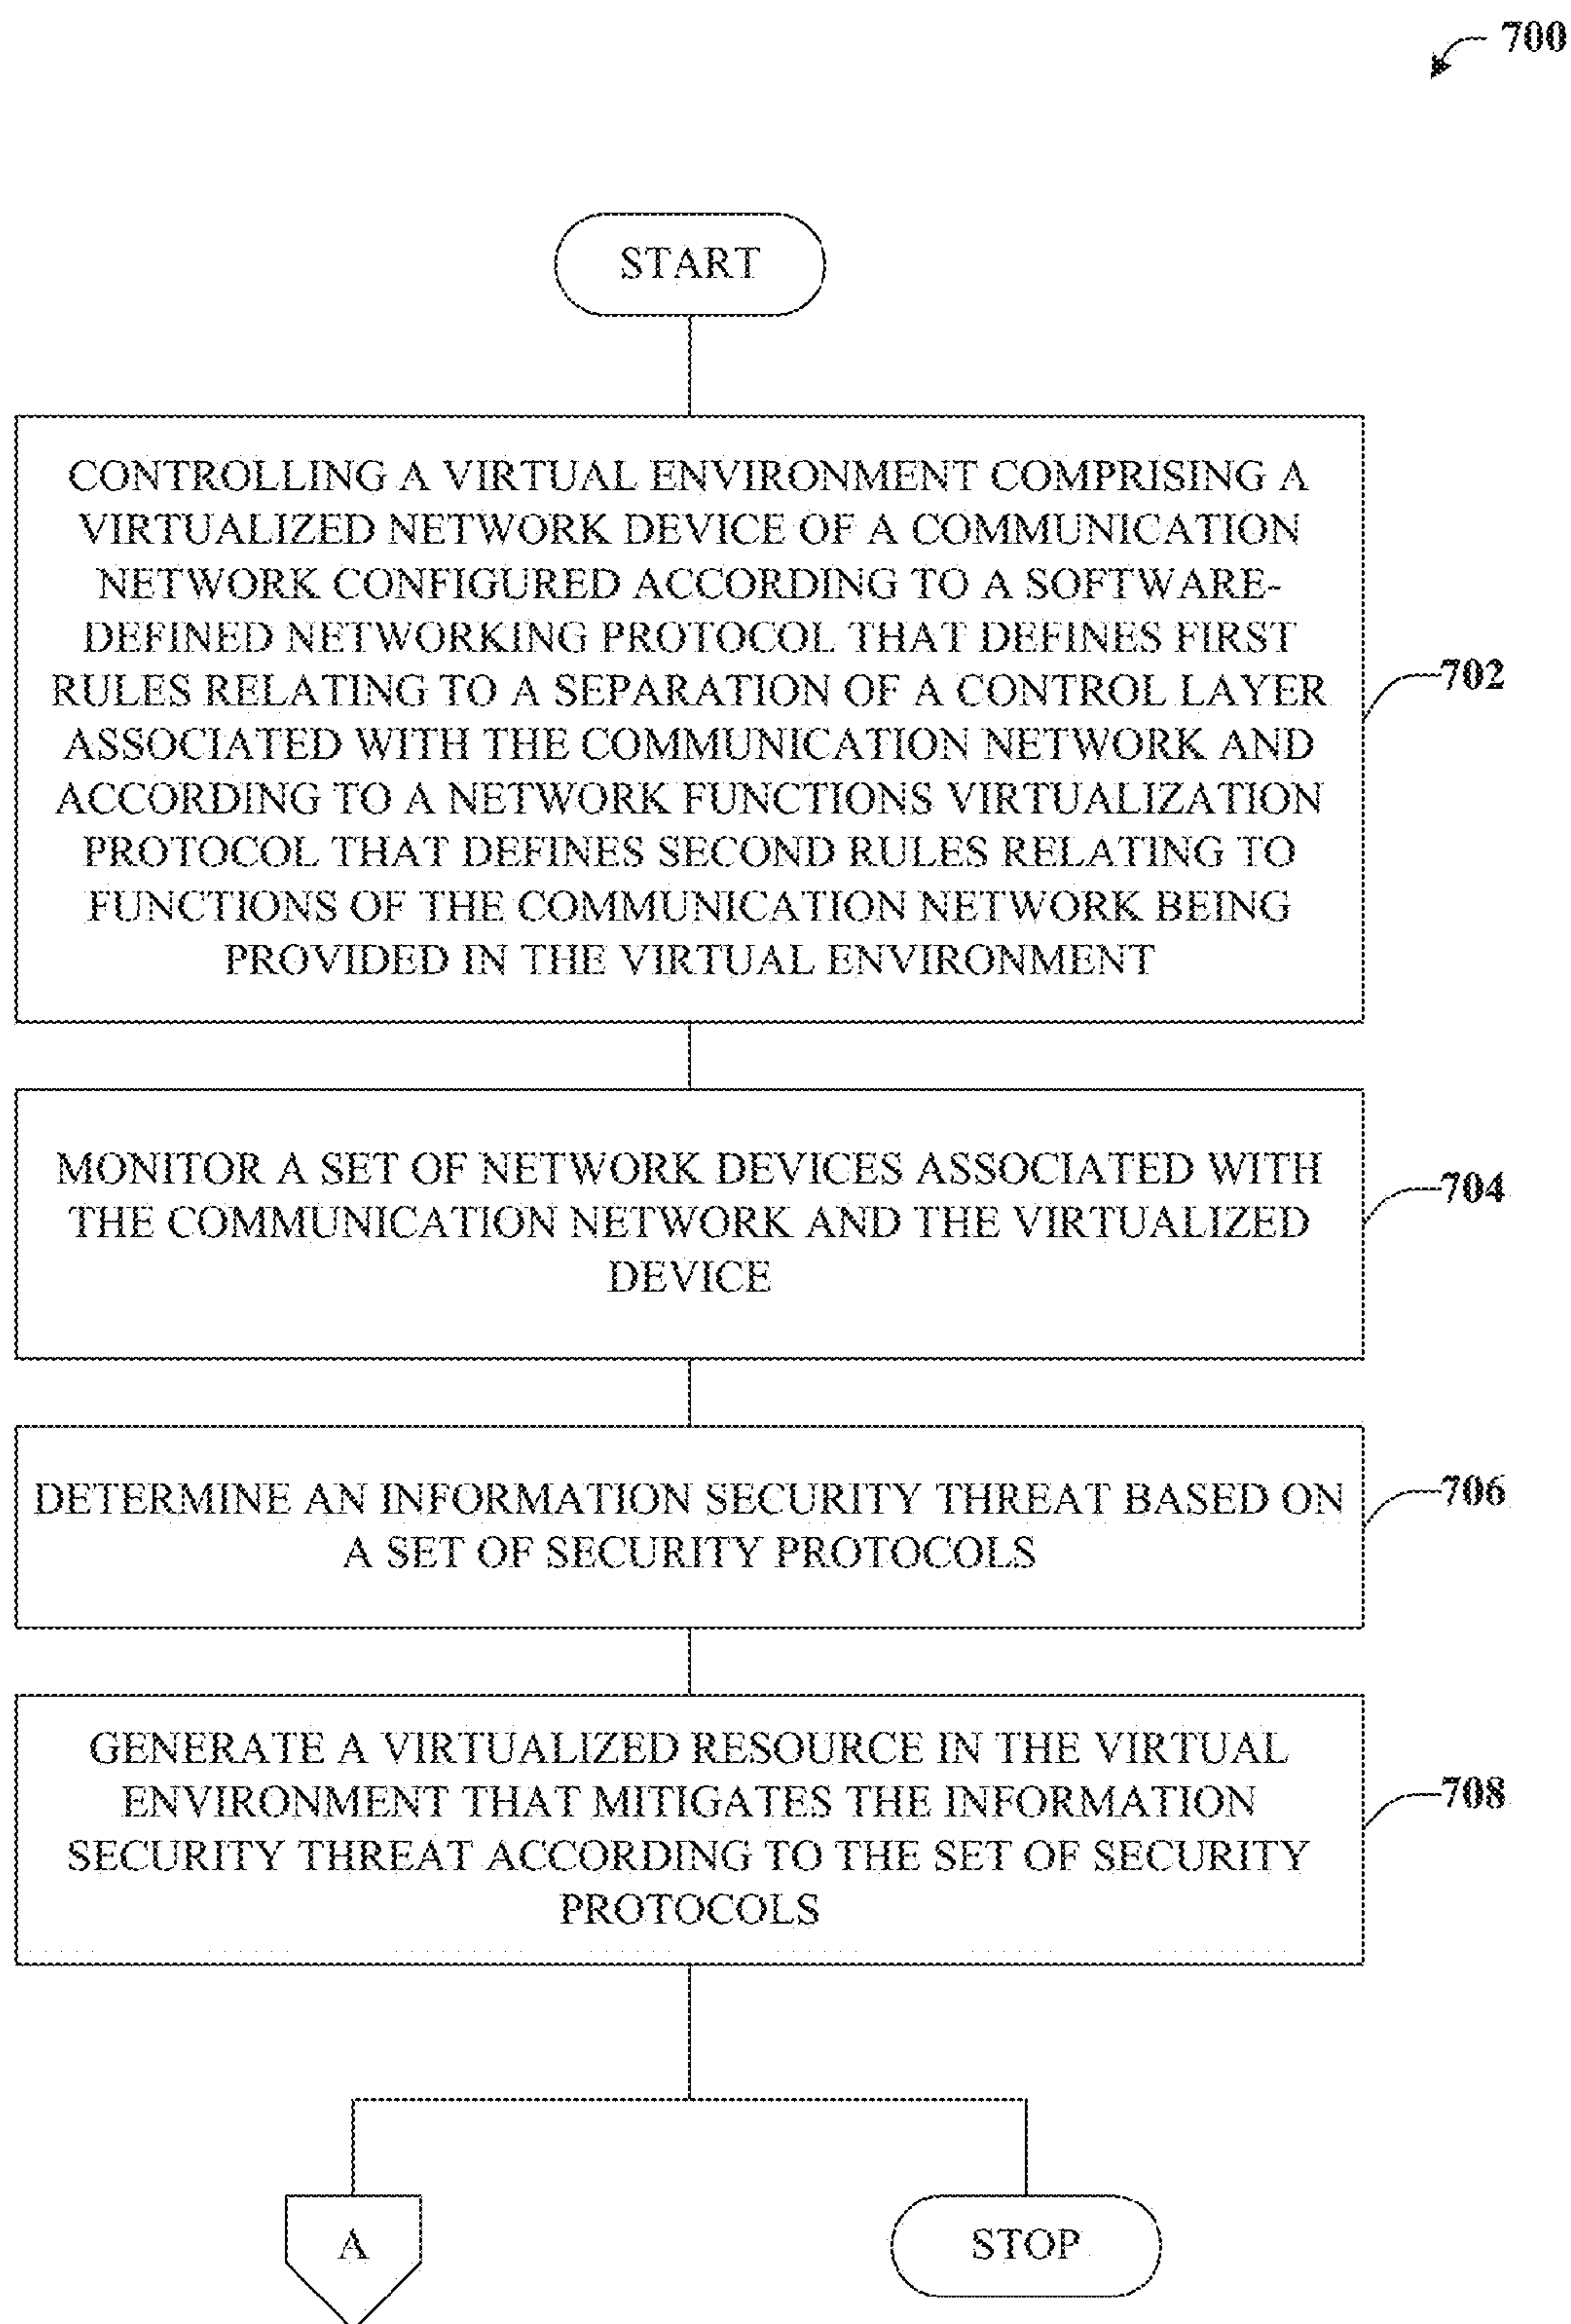 700
START
CONTROLLING A VIRTUAL ENVIRONMENT COMPRISING A
VIRTUALIZED NETWORK DEVICE OF A COMMUNICATION
NETWORK CONFIGURED ACCORDING TO A SOFTWARE-
DEFINED NETWORKING PROTOCOL THAT DEFINES FIRST
RULES RELATING TO A SEPARATION OF A CONTROL LAYER
ASSOCIATED WITH THE COMMUNICATION NETWORK AND
ACCORDING TO A NETWORK FUNCTIONS VIRTUALIZATION
PROTOCOL THAT DEFINES SECOND RULES RELATING TO
FUNCTIONS OF THE COMMUNICATION NETWORK BEING
PROVIDED IN THE VIRTUAL ENVIRONMENT
702
MONITOR A SET OF NETWORK DEVICES ASSOCIATED WITH
THE COMMUNICATION NETWORK AND THE VIRTUALIZED
DEVICE
704
DETERMINE AN INFORMATION SECURITY THREAT BASED ON
A SET OF SECURITY PROTOCOLS
706
GENERATE A VIRTUALIZED RESOURCE IN THE VIRTUAL
ENVIRONMENT THAT MITIGATES THE INFORMATION
SECURITY THREAT ACCORDING TO THE SET OF SECURITY
PROTOCOLS
708
A
STOP